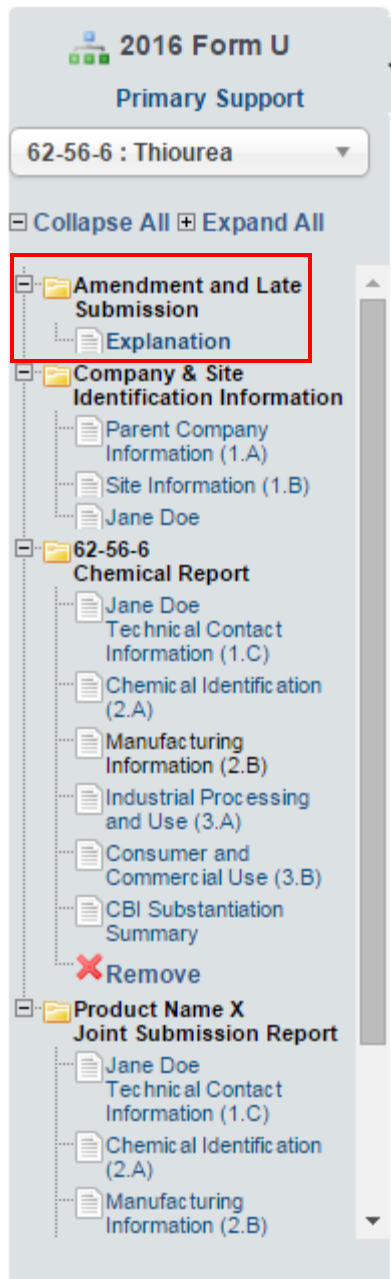 2016 Form U
Primary Support
62-56-6 : Thiourea
Collapse All Expand All
Amendment and Late
Submission
Explanation
Company & Site
Identification Information
Parent Company
Information (1.A)
Site Information (1.B)
Jane Doe
62-56-6
Chemical Report
Jane Doe
Technical Contact
Information (1.C)
Chemical Identification
(2.A)
Manufacturing
Information (2.B)
Industrial Processing
and Use (3.A)
Consumer and
Commercial Use (3.B)
CBI Substantiation
Summary
Remove
Product Name X
Joint Submission Report
Jane Doe
Technical Contact
Information (1.C)
Chemical Identification
(2.A)
Manufacturing
Information (2.B)